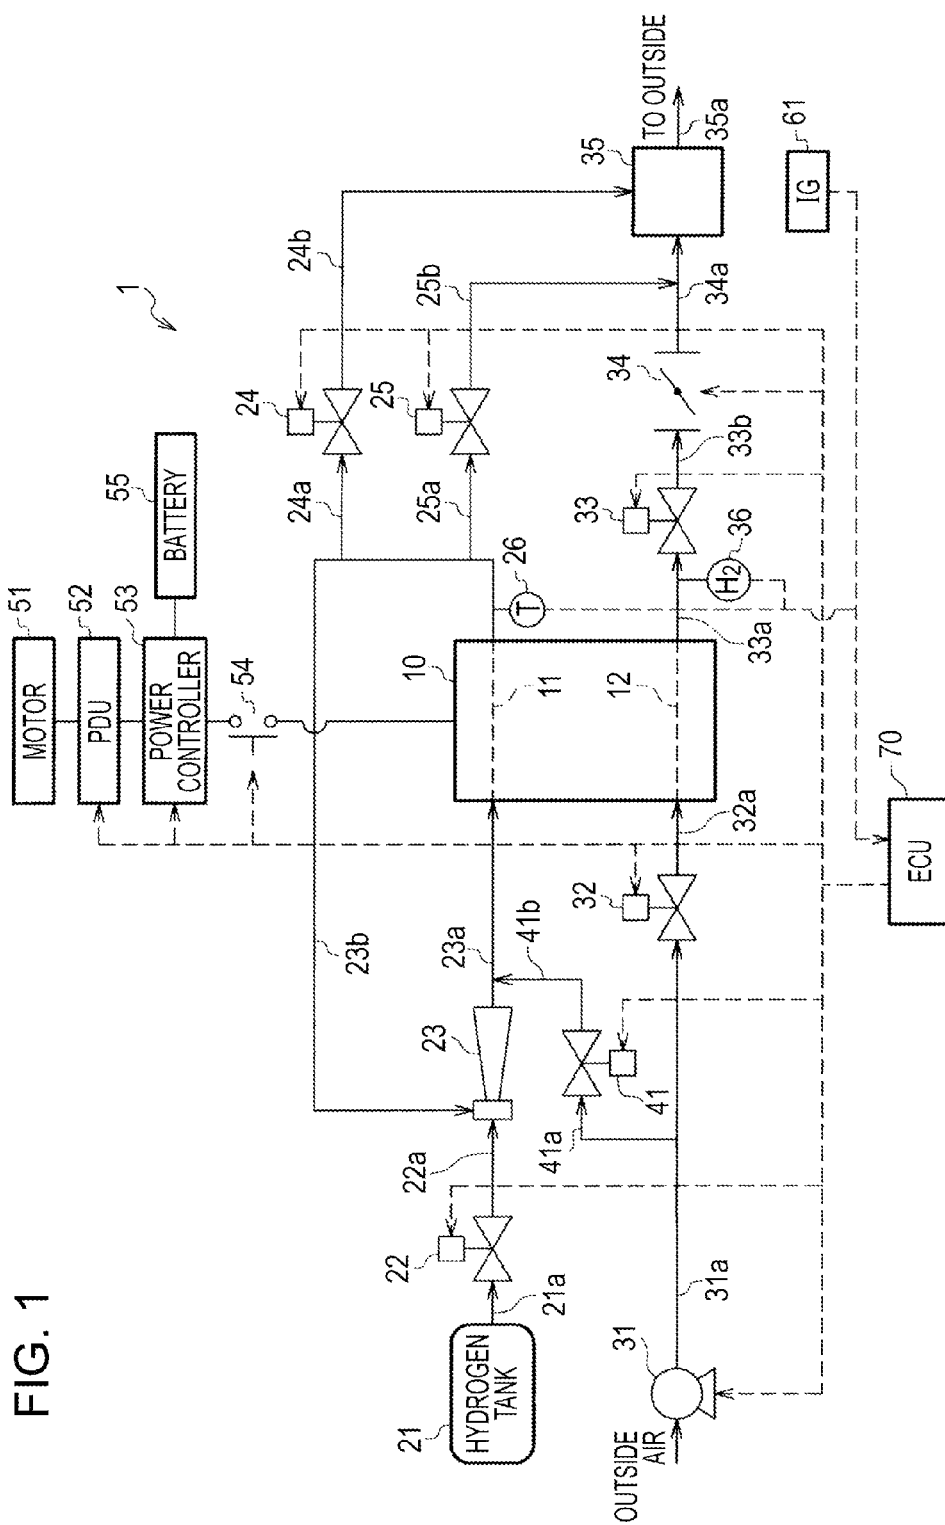 FIG. 1
1
MOTOR
51
PDU
52
POWER
CONTROLLER
53
BATTERY
55
54
24
24a
24b
25
25a
25b
23b
10
11
12
26
T
HYDROGEN
TANK
21
21a
22
22a
23
23a
41
41a
41b
OUTSIDE
AIR
31
31a
32
32a
33
33a
33b
H2
36
34
34a
35
35a
TO OUTSIDE
IG
61
ECU
70